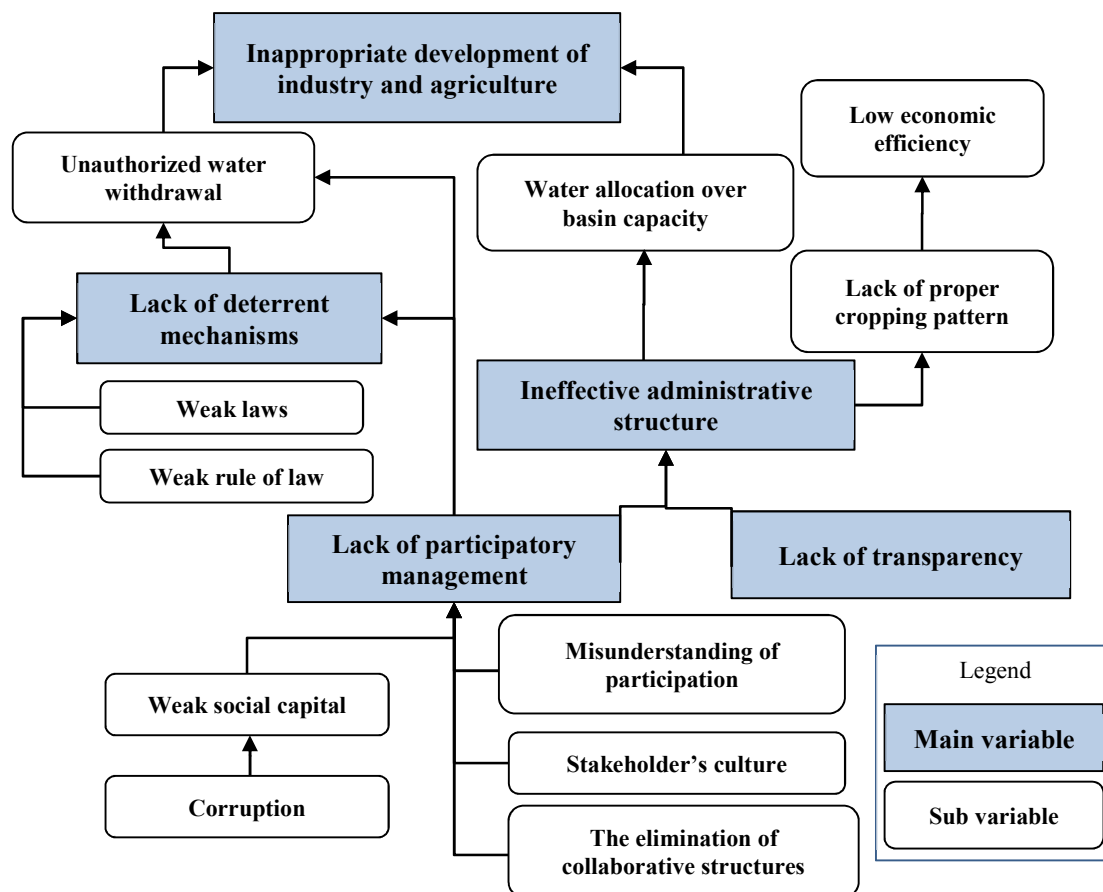 Inappropriate development of
industry and agriculture
Low economic
efficiency
Unauthorized water
withdrawal
Water allocation over
basin capacity
Lack of deterrent
mechanisms
Lack of proper
cropping pattern
Weak laws
Ineffective administrative
structure
Weak rule of law
Lack of participatory
management
Lack of transparency
Misunderstanding of
participation
Weak social capital
Stakeholder’s culture
Corruption
The elimination of
collaborative structures
Legend
Main variable
Sub variable